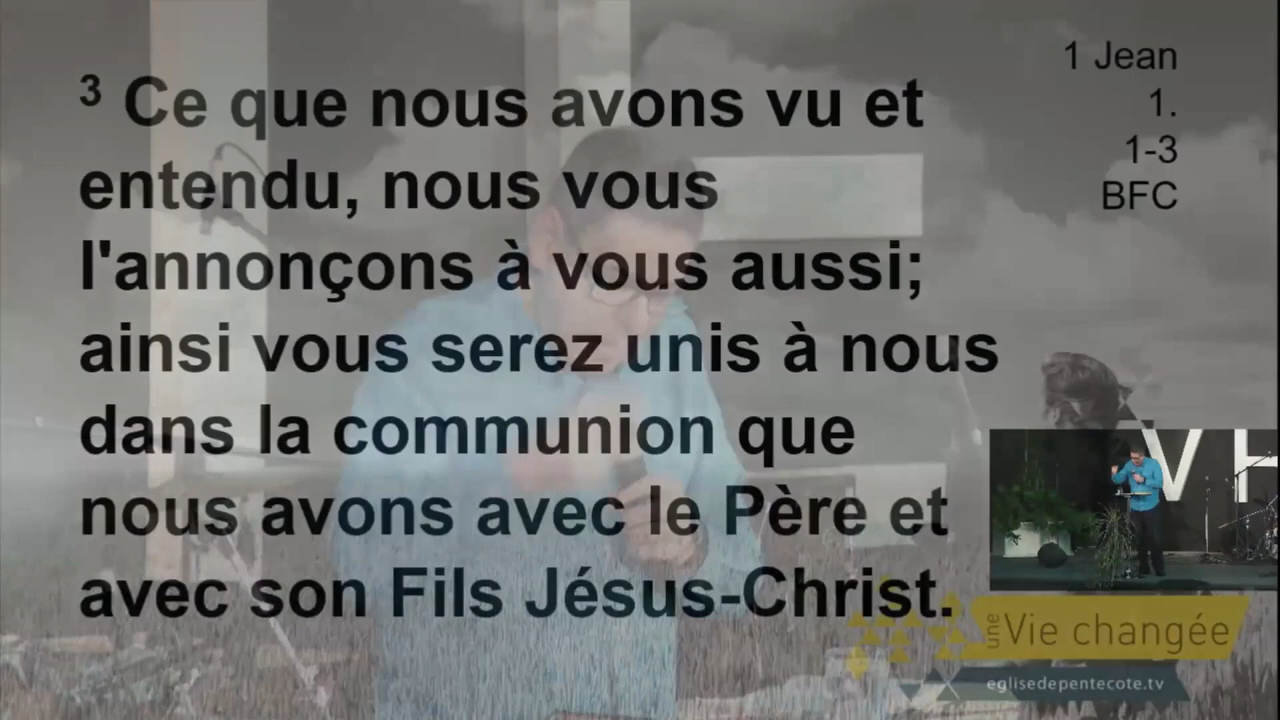 ³ Ce que nous avons vu et
entendu, nous vous
l'annonçons à vous aussi;
ainsi vous serez unis à nous
dans la communion que
nous avons avec le Père et
avec son Fils Jésus-Christ.
1 Jean
1.
1-3
BFC
VH
une
Vie changée
eglisedepentecote.tv